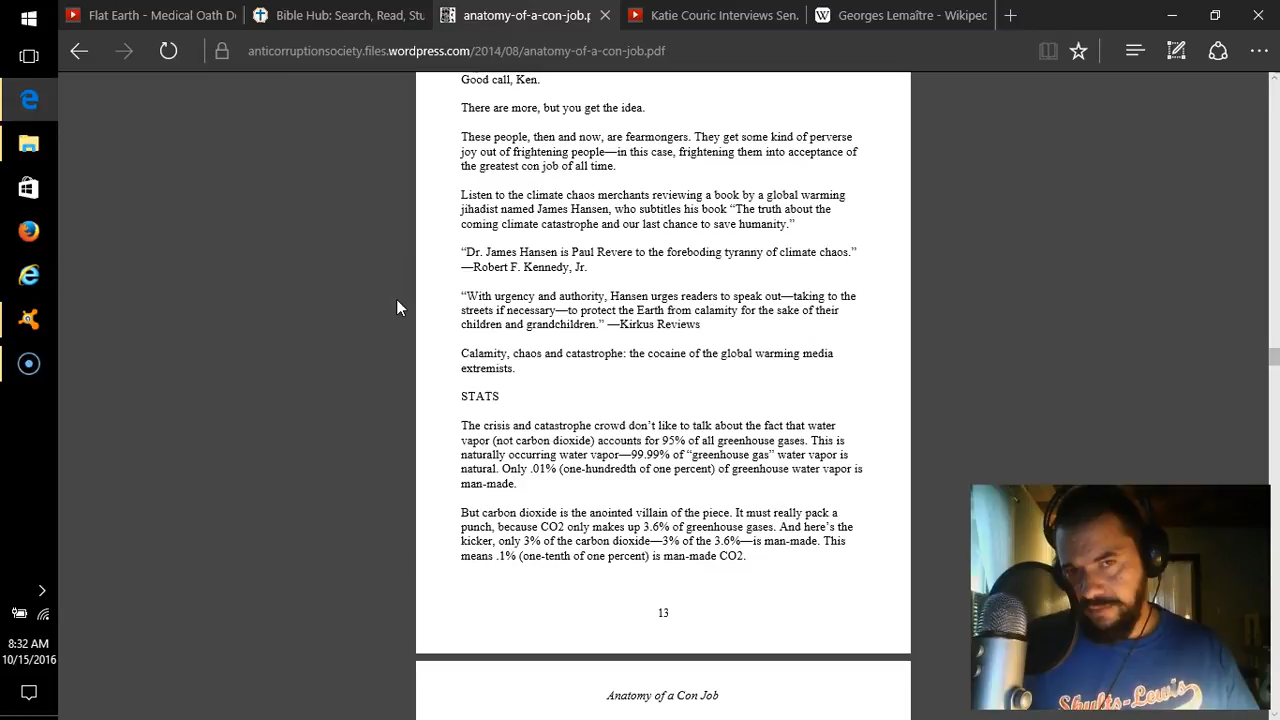 Flat Earth - Medical Oath D
Bible Hub: Search, Read, Stu
anatomy-of-a-con-job.p
Katie Couric Interviews Sen.
Georges Lemaître - Wikipec
anticorruptionsociety.files.wordpress.com/2014/08/anatomy-of-a-con-job.pdf
Good call, Ken.
There are more, but you get the idea.
These people, then and now, are fearmongers. They get some kind of perverse
joy out of frightening people—in this case, frightening them into acceptance of
the greatest con job of all time.
Listen to the climate chaos merchants reviewing a book by a global warming
jihadist named James Hansen, who subtitles his book “The truth about the
coming climate catastrophe and our last chance to save humanity.”
“Dr. James Hansen is Paul Revere to the foreboding tyranny of climate chaos.”
—Robert F. Kennedy, Jr.
“With urgency and authority, Hansen urges readers to speak out—taking to the
streets if necessary—to protect the Earth from calamity for the sake of their
children and grandchildren.” —Kirkus Reviews
Calamity, chaos and catastrophe: the cocaine of the global warming media
extremists.
STATS
The crisis and catastrophe crowd don’t like to talk about the fact that water
vapor (not carbon dioxide) accounts for 95% of all greenhouse gases. This is
naturally occurring water vapor—99.99% of “greenhouse gas” water vapor is
natural. Only .01% (one-hundredth of one percent) of greenhouse water vapor is
man-made.
But carbon dioxide is the anointed villain of the piece. It must really pack a
punch, because CO2 only makes up 3.6% of greenhouse gases. And here’s the
kicker, only 3% of the carbon dioxide—3% of the 3.6%—is man-made. This
means .1% (one-tenth of one percent) is man-made CO2.
13
Anatomy of a Con Job
8:32 AM
10/15/2016
Shults-Lewis